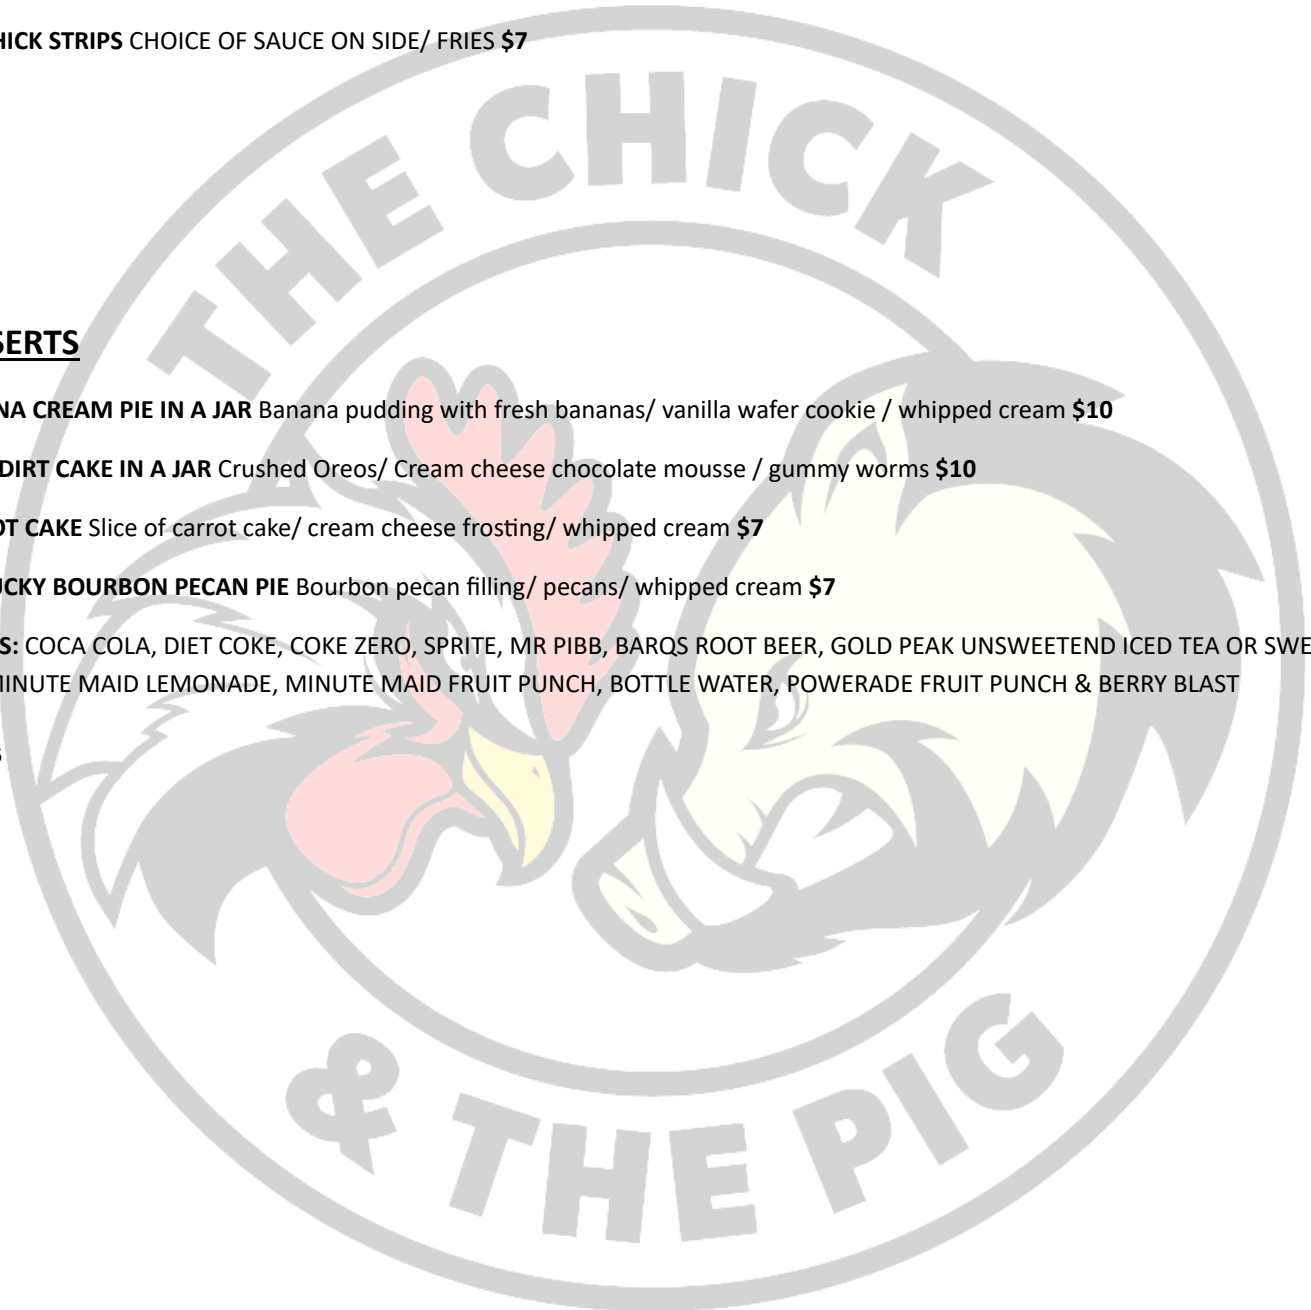 HICK STRIPS CHOICE OF SAUCE ON SIDE/ FRIES $7
THE CHICK
SERTS
NA CREAM PIE IN A JAR Banana pudding with fresh bananas/ vanilla wafer cookie / whipped cream $10
DIRT CAKE IN A JAR Crushed Oreos/ Cream cheese chocolate mousse / gummy worms $10
OT CAKE Slice of carrot cake/ cream cheese frosting/ whipped cream $7
UCKY BOURBON PECAN PIE Bourbon pecan filling/ pecans/ whipped cream $7
S: COCA COLA, DIET COKE, COKE ZERO, SPRITE, MR PIBB, BARQS ROOT BEER, GOLD PEAK UNSWEETEND ICED TEA OR SWE
MINUTE MAID LEMONADE, MINUTE MAID FRUIT PUNCH, BOTTLE WATER, POWERADE FRUIT PUNCH & BERRY BLAST
& THE PIG